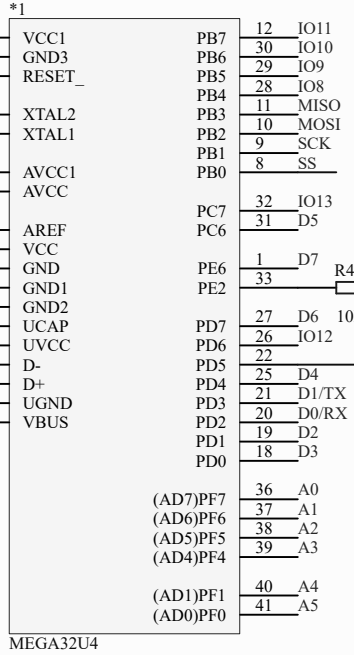 *1
VCC1 PB7 12 IO11
GND3 PB6 30 IO10
RESET_ PB5 29 IO9
PB4 28 IO8
XTAL2 PB3 11 MISO
XTAL1 PB2 10 MOSI
PB1 9 SCK
AVCC1 PB0 8 SS
AVCC
PC7 32 IO13
AREF PC6 31 D5
VCC
GND PE6 1 D7
GND1 PE2 33 R4
GND2
UCAP PD7 27 D6 10
UVCC PD6 26 IO12
D- PD5 22
D+ PD4 25 D4
UGND PD3 21 D1/TX
VBUS PD2 20 D0/RX
PD1 19 D2
PD0 18 D3
(AD7)PF7 36 A0
(AD6)PF6 37 A1
(AD5)PF5 38 A2
(AD4)PF4 39 A3
(AD1)PF1 40 A4
(AD0)PF0 41 A5
MEGA32U4